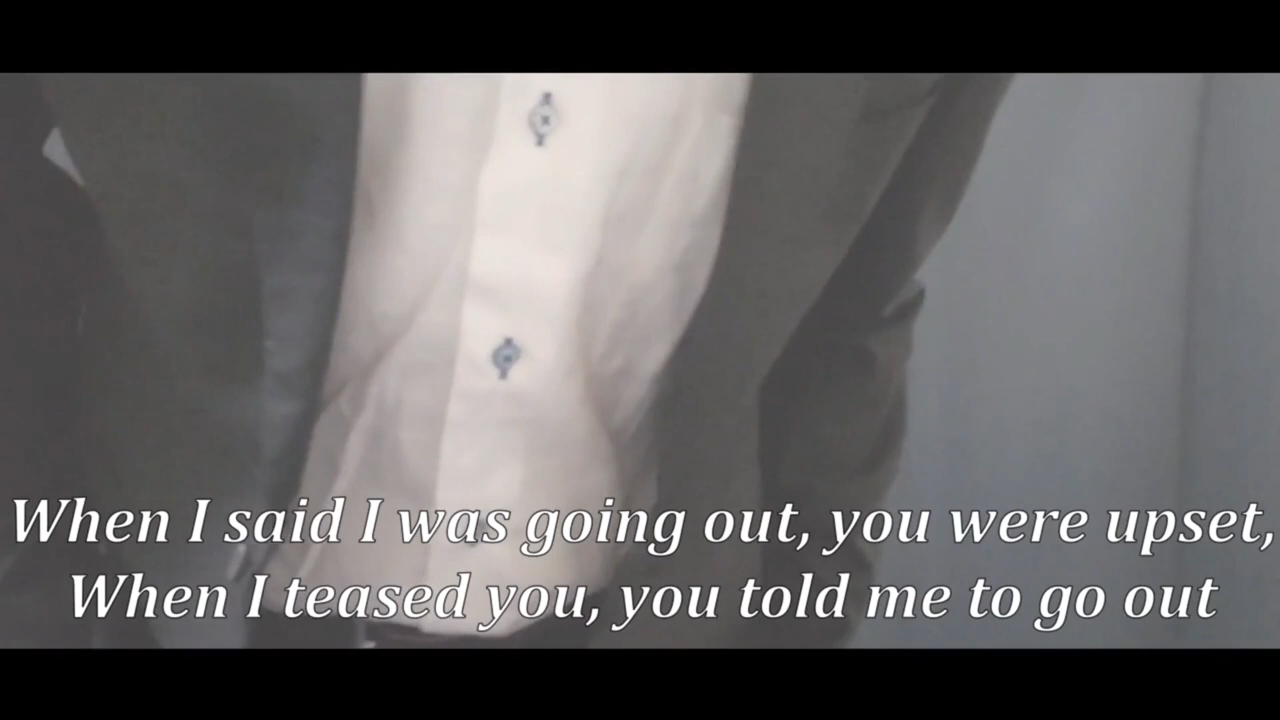 When I said I was going out, you were upset,
When I teased you, you told me to go out